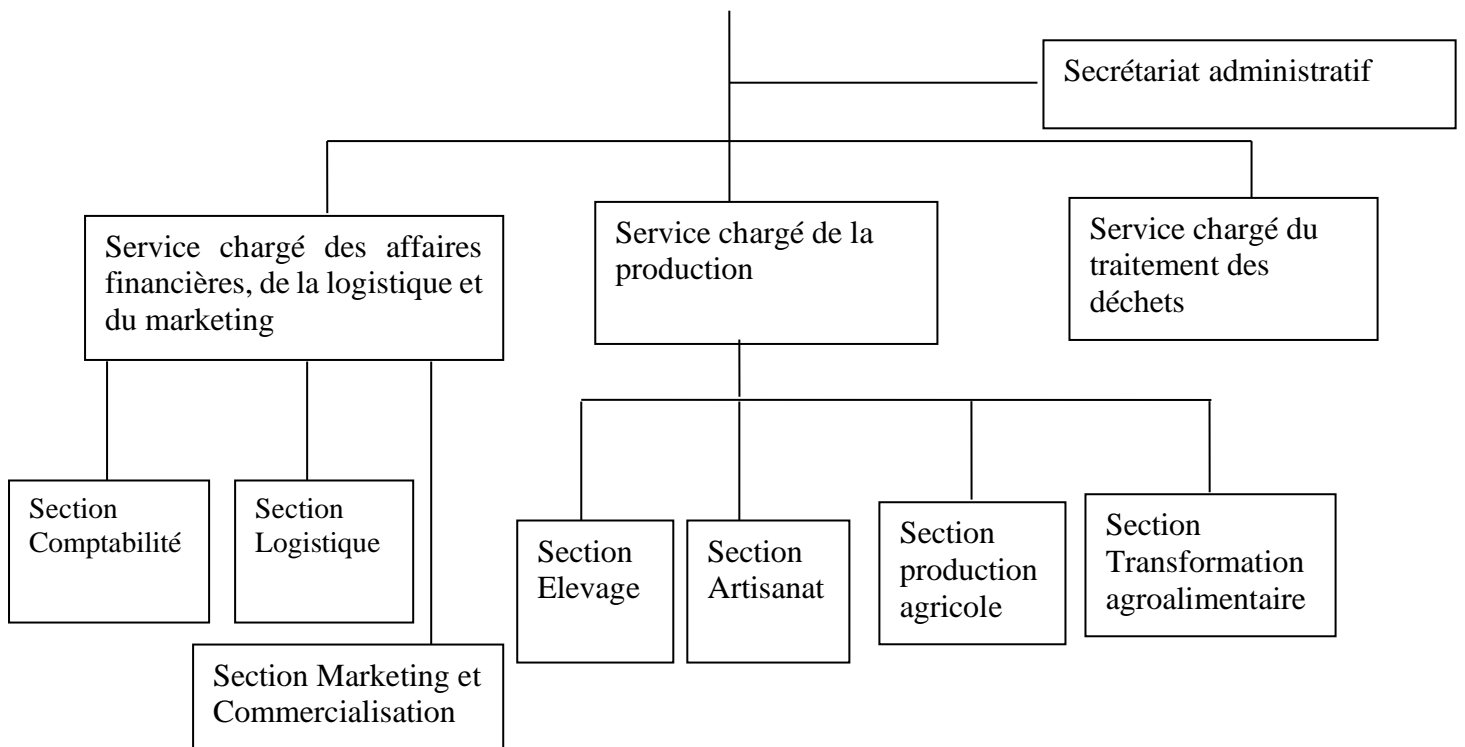 Secrétariat administratif
Service chargé des affaires
financières, de la logistique et
du marketing
Service chargé de la
production
Service chargé du
traitement des
déchets
Section
Comptabilité
Section
Logistique
Section Marketing et
Commercialisation
Section
Elevage
Section
Artisanat
Section
production
agricole
Section
Transformation
agroalimentaire